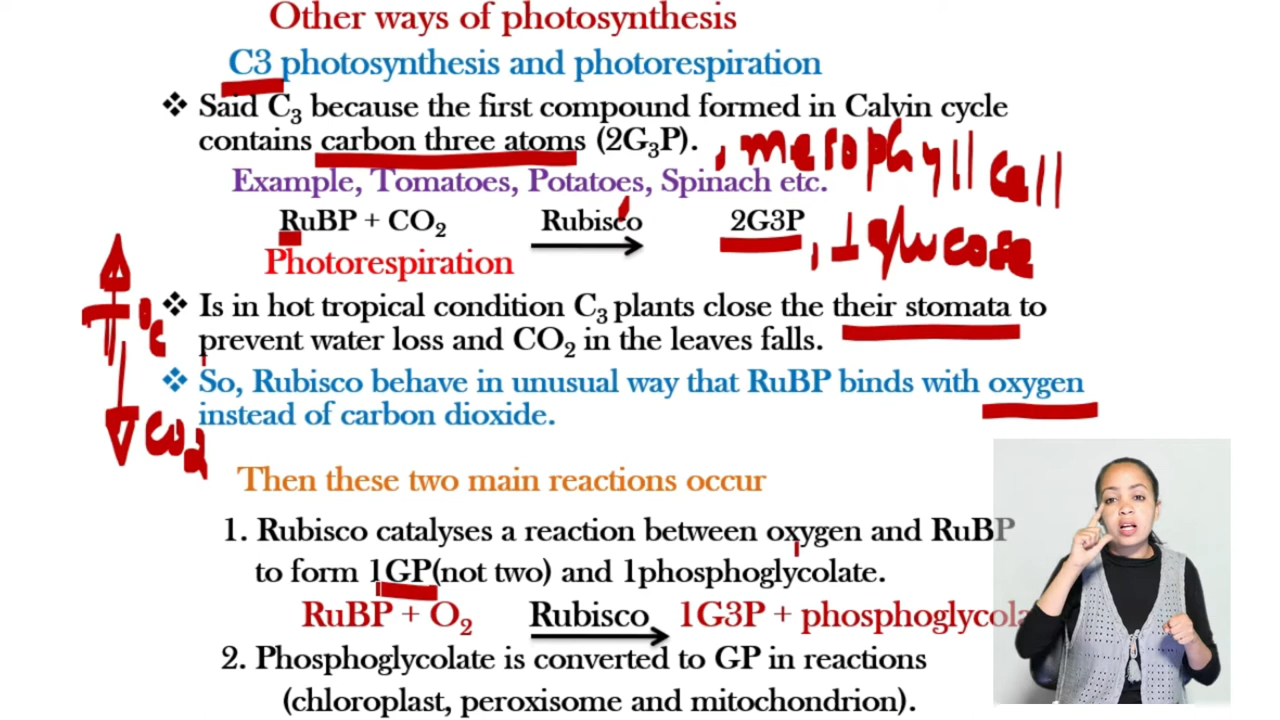 Other ways of photosynthesis
C3 photosynthesis and photorespiration
❖ Said C₃ because the first compound formed in Calvin cycle
contains carbon three atoms (2G₃P).
, mesophyll cell
Example, Tomatoes, Potatoes, Spinach etc.
RuBP + CO₂ Rubisco 2G3P
, 1 glucose
Photorespiration
❖ Is in hot tropical condition C₃ plants close the their stomata to
prevent water loss and CO₂ in the leaves falls.
°c
❖ So, Rubisco behave in unusual way that RuBP binds with oxygen
instead of carbon dioxide.
CO₂
Then these two main reactions occur
1. Rubisco catalyses a reaction between oxygen and RuBP
to form 1GP(not two) and 1phosphoglycolate.
RuBP + O₂ Rubisco 1G3P + phosphoglycola
2. Phosphoglycolate is converted to GP in reactions
(chloroplast, peroxisome and mitochondrion).